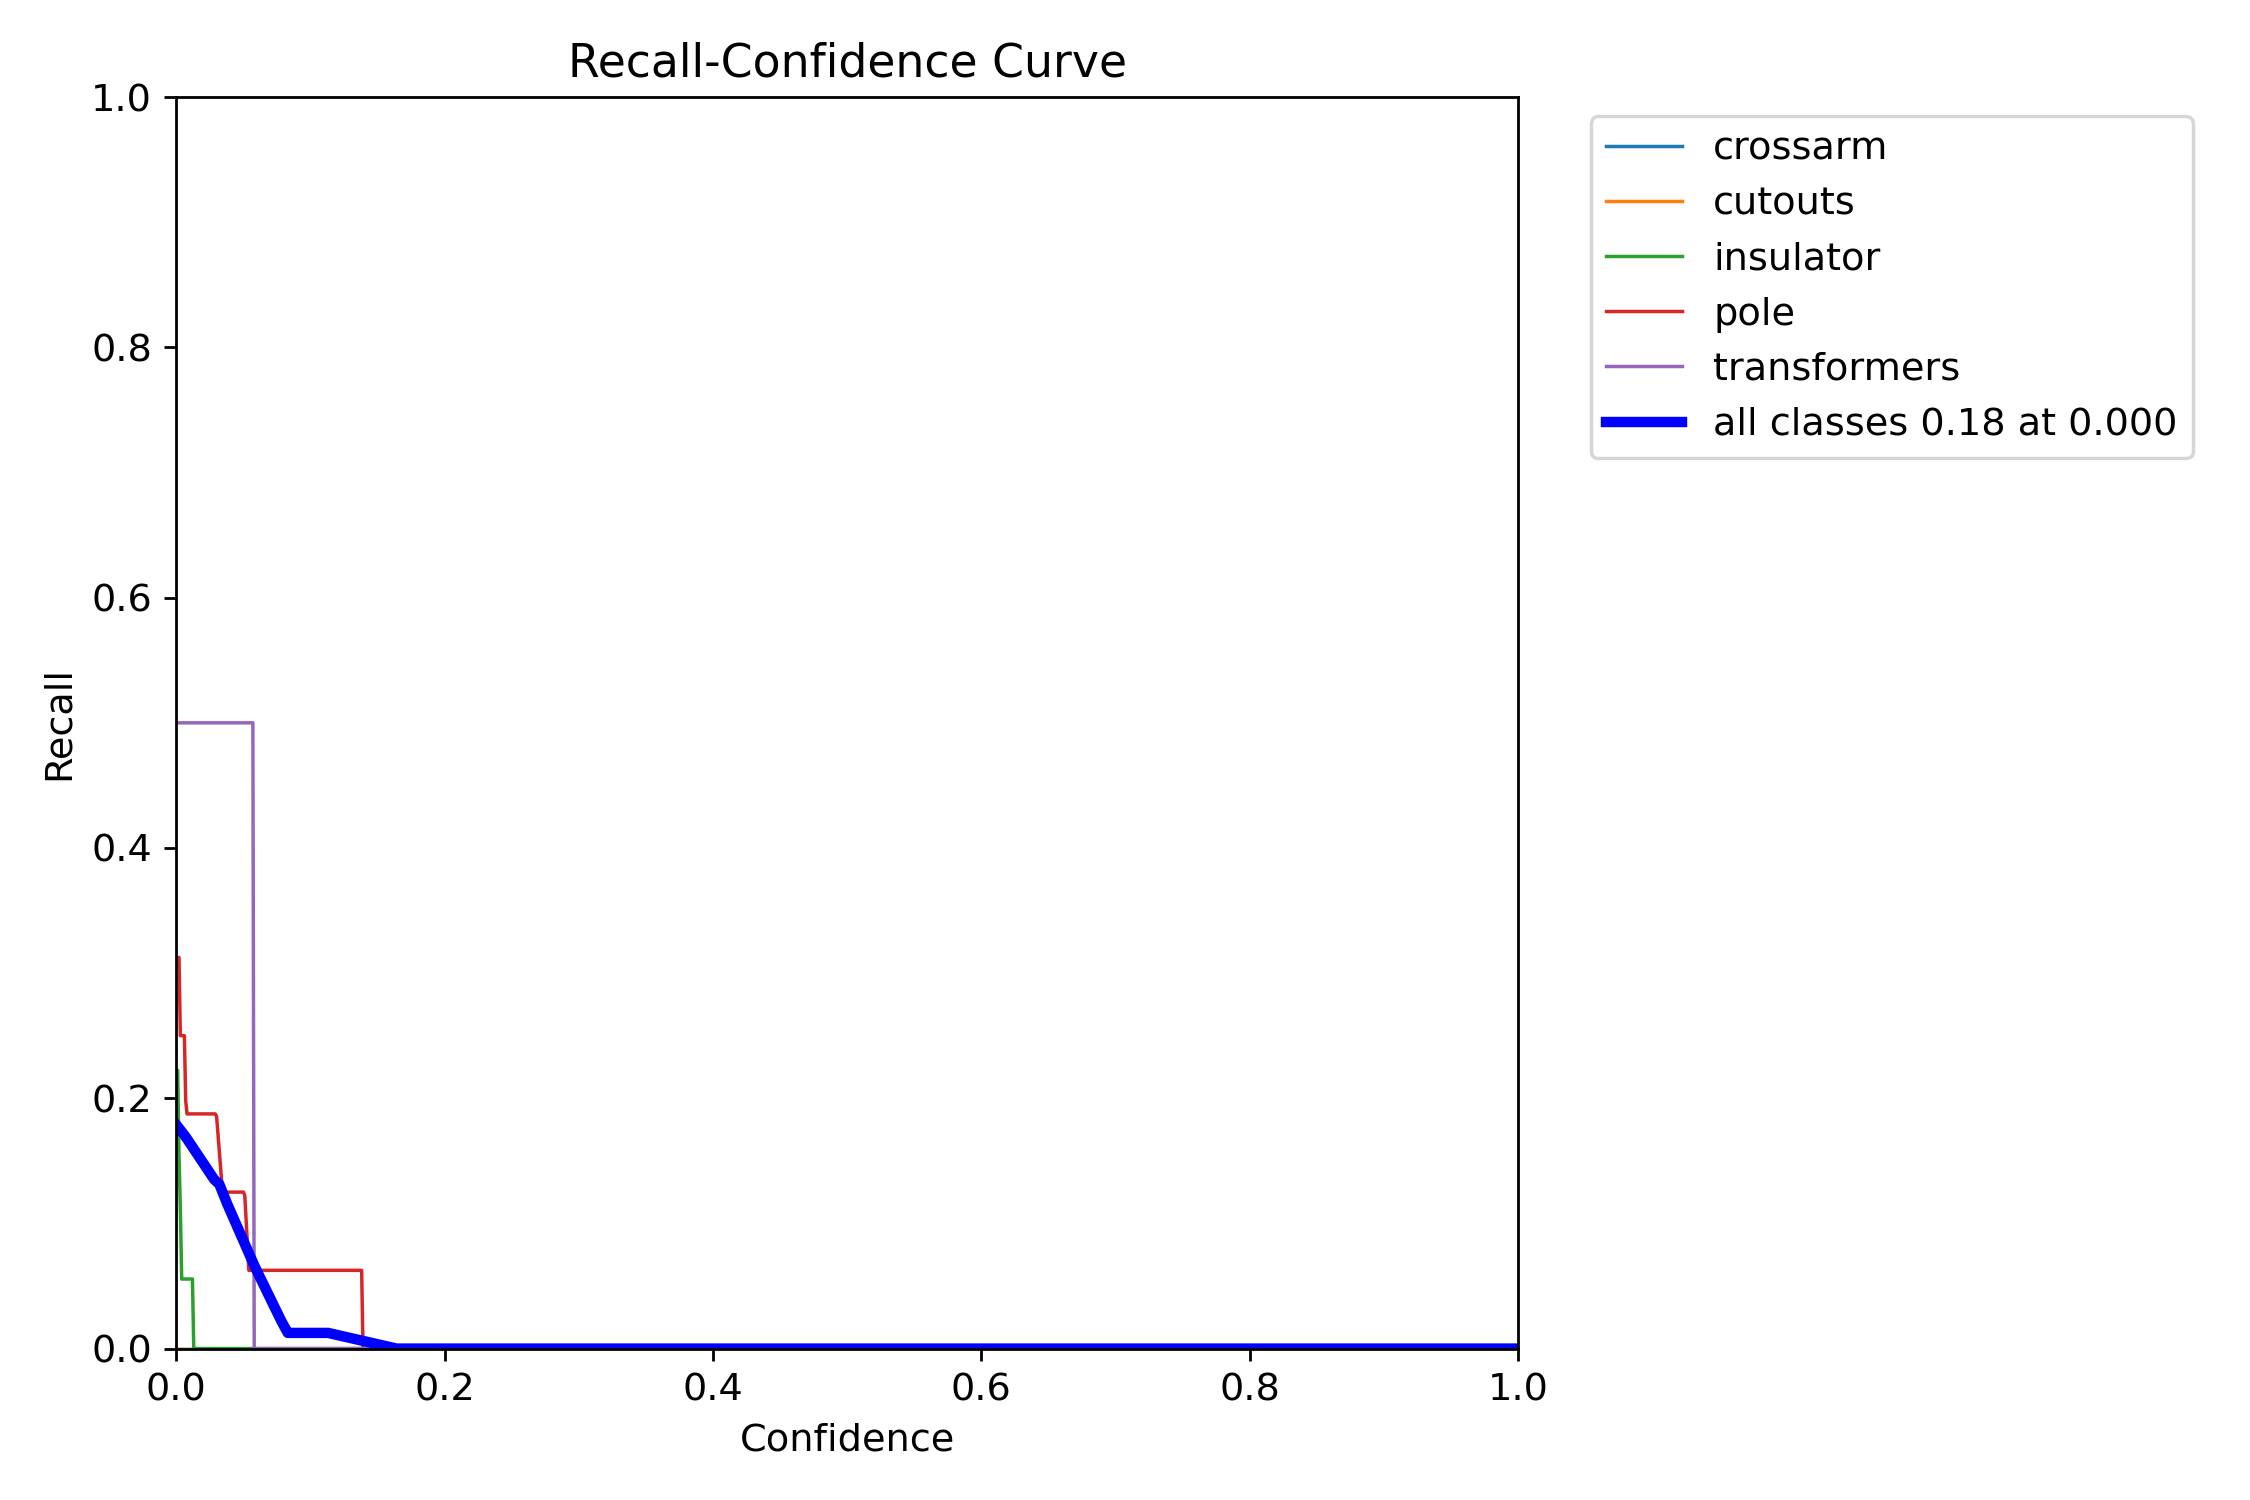 Recall-Confidence Curve
1.0
0.8
0.6
0.4
0.2
0.0
Recall
0.0 0.2 0.4 0.6 0.8 1.0
Confidence
crossarm
cutouts
insulator
pole
transformers
all classes 0.18 at 0.000